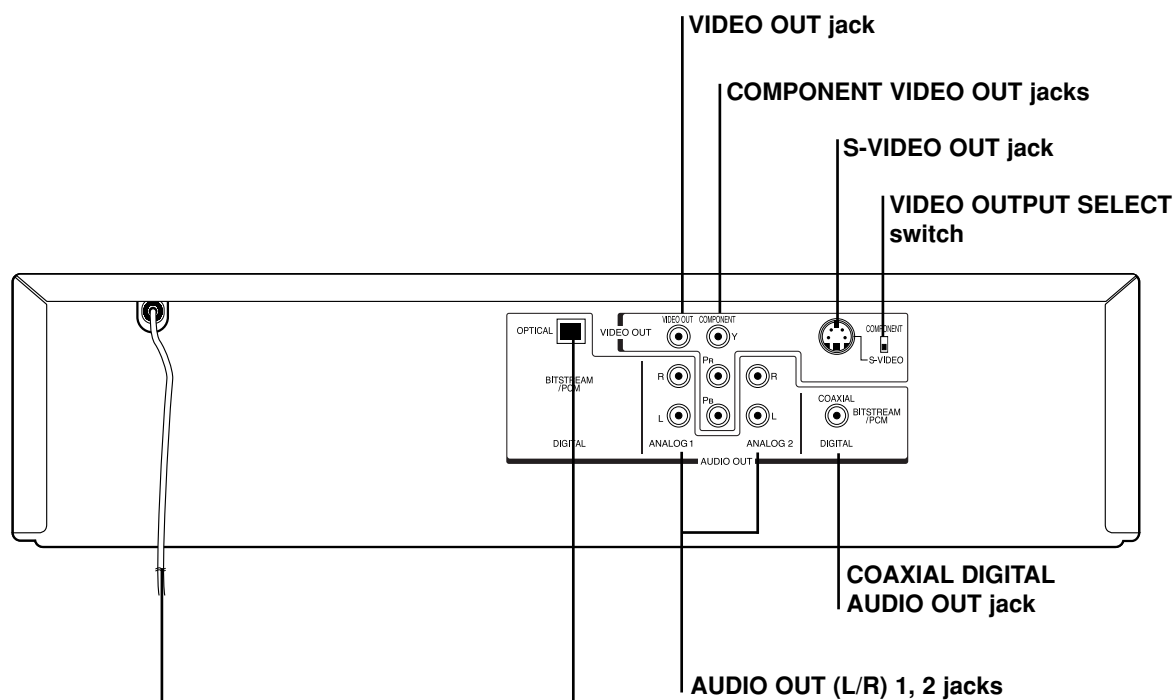 VIDEO OUT jack
COMPONENT VIDEO OUT jacks
S-VIDEO OUT jack
VIDEO OUTPUT SELECT
switch
OPTICAL
VIDEO OUT
VIDEO OUT
COMPONENT
Y
COMPONENT
S-VIDEO
BITSTREAM
/PCM
R
PR
R
L
PB
L
COAXIAL
BITSTREAM
/PCM
DIGITAL
ANALOG 1
ANALOG 2
DIGITAL
AUDIO OUT
COAXIAL DIGITAL
AUDIO OUT jack
AUDIO OUT (L/R) 1, 2 jacks